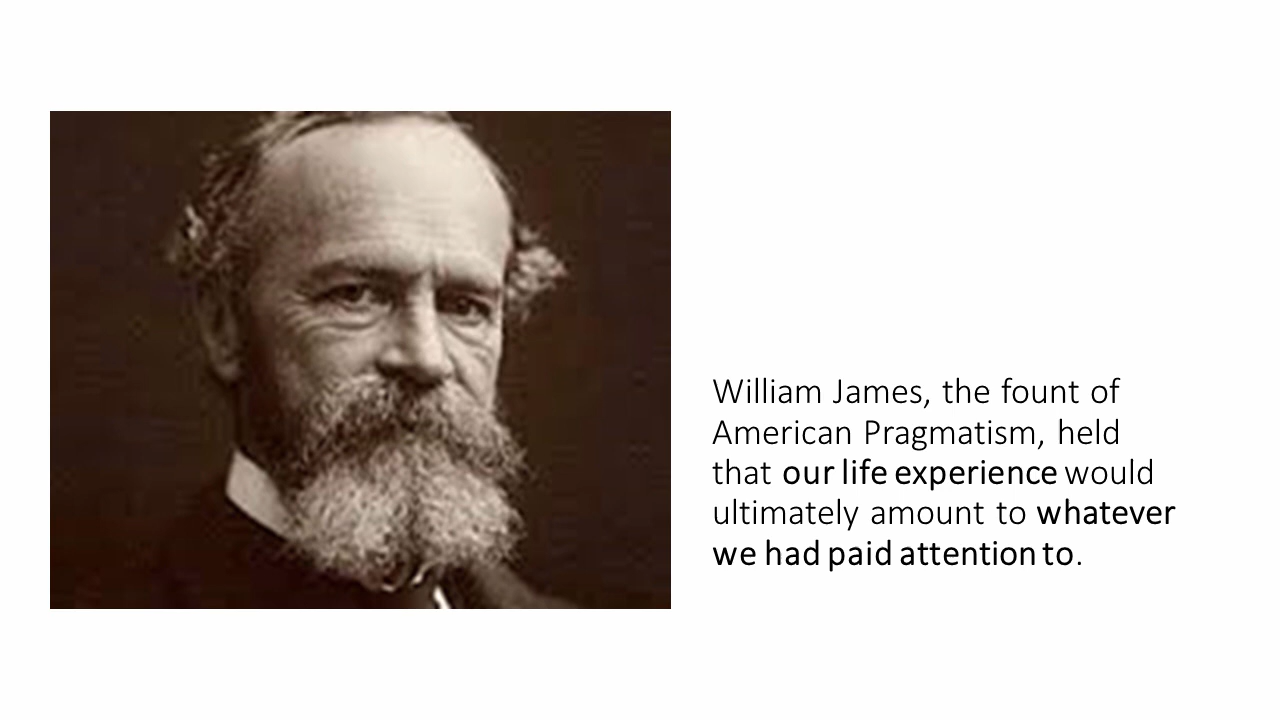 William James, the fount of
American Pragmatism, held
that our life experience would
ultimately amount to whatever
we had paid attention to.